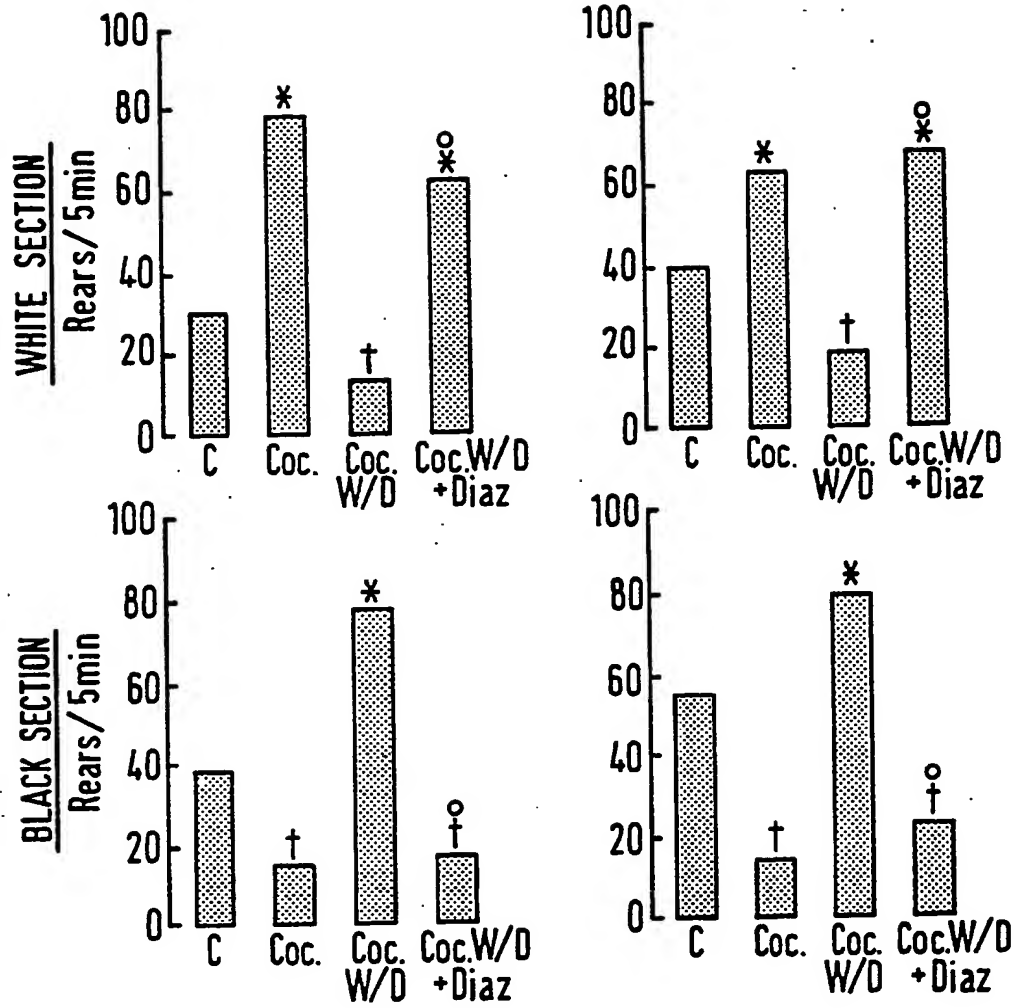 WHITE SECTION
Rears/5min
100
80
60
40
20
0
*
†
o
*
C
Coc.
Coc.
W/D
Coc.W/D
+Diaz
100
80
60
40
20
0
*
†
o
*
C
Coc.
Coc.
W/D
Coc.W/D
+Diaz
BLACK SECTION
Rears/5min
100
80
60
40
20
0
†
*
o
†
C
Coc.
Coc.
W/D
Coc.W/D
+Diaz
100
80
60
40
20
0
†
*
o
†
C
Coc.
Coc.
W/D
Coc.W/D
+Diaz